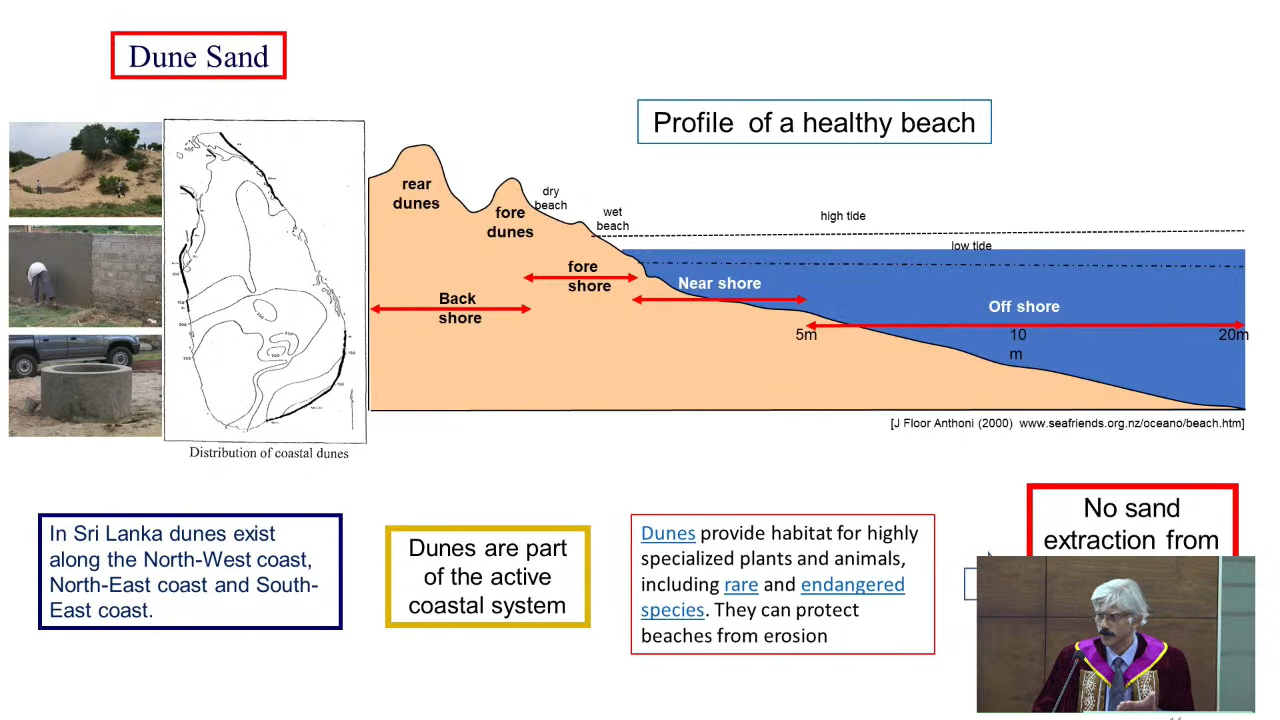 Dune Sand
Profile of a healthy beach
rear
dunes
fore
dunes
dry
beach
wet
beach
high tide
low tide
fore
shore
Near shore
Back
shore
Off shore
5m
10
m
20m
[J Floor Anthoni (2000) www.seafriends.org.nz/oceano/beach.htm]
Distribution of coastal dunes
In Sri Lanka dunes exist
along the North-West coast,
North-East coast and South-
East coast.
Dunes are part
of the active
coastal system
Dunes provide habitat for highly
specialized plants and animals,
including rare and endangered
species. They can protect
beaches from erosion
No sand
extraction from